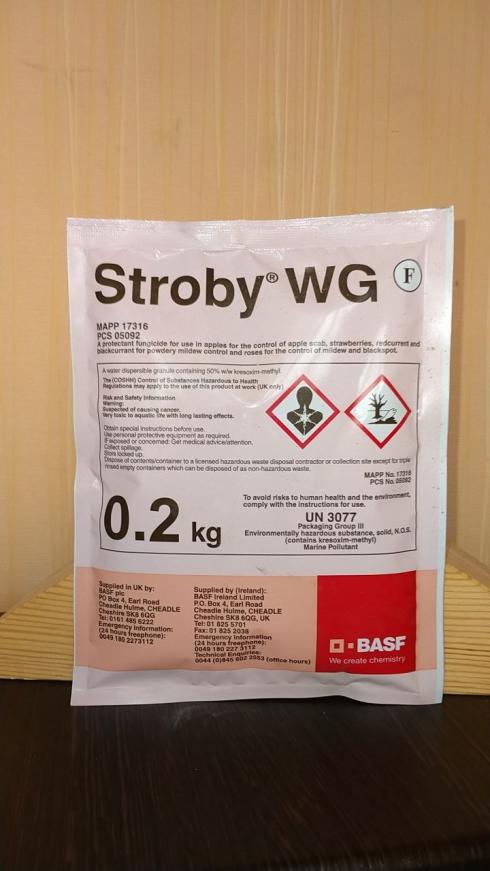 Stroby® WG
F
MAPP 17316
PCS 05092
A protectant fungicide for use in apples for the control of apple scab, strawberries, redcurrent and
blackcurrant for powdery mildew control and roses for the control of mildew and blackspot.
A water dispersible granule containing 50% w/w kresoxim-methyl.
The (COSHH) Control of Substances Hazardous to Health
Regulations may apply to the use of this product at work (UK only)
Risk and Safety Information
Warning:
Suspected of causing cancer.
Very toxic to aquatic life with long lasting effects.
Obtain special instructions before use.
Use personal protective equipment as required.
IF exposed or concerned: Get medical advice/attention.
Collect spillage.
Store locked up.
Dispose of contents/container to a licensed hazardous waste disposal contractor or collection site except for triple
rinsed empty containers which can be disposed of as non-hazardous waste.
MAPP No. 17316
PCS No. 05092
To avoid risks to human health and the environment,
comply with the instructions for use.
0.2 kg
UN 3077
Packaging Group III
Environmentally hazardous substance, solid, N.O.S.
(contains kresoxim-methyl)
Marine Pollutant
Supplied in UK by:
BASF plc
PO Box 4, Earl Road
Cheadle Hulme, CHEADLE
Cheshire SK8 6QG
Tel: 0161 485 6222
Emergency Information:
(24 hours freephone):
0049 180 2273112
Supplied by (Ireland):
BASF Ireland Limited
P.O. Box 4, Earl Road
Cheadle Hulme, CHEADLE
Cheshire SK8 6QG, UK
Tel: 01 825 5701
Fax: 01 825 2038
Emergency Information
(24 hours freephone):
0049 180 227 3112
Technical Enquiries:
0044 (0)845 602 2553 (office hours)
BASF
We create chemistry